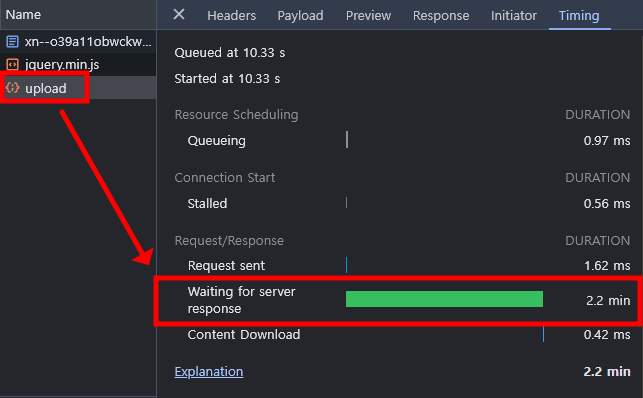 Name
Headers Payload Preview Response Initiator Timing
xn--o39a11obwckw...
jquery.min.js
upload
Queued at 10.33 s
Started at 10.33 s
Resource Scheduling DURATION
Queueing 0.97 ms
Connection Start DURATION
Stalled 0.56 ms
Request/Response DURATION
Request sent 1.62 ms
Waiting for server
response 2.2 min
Content Download 0.42 ms
Explanation 2.2 min